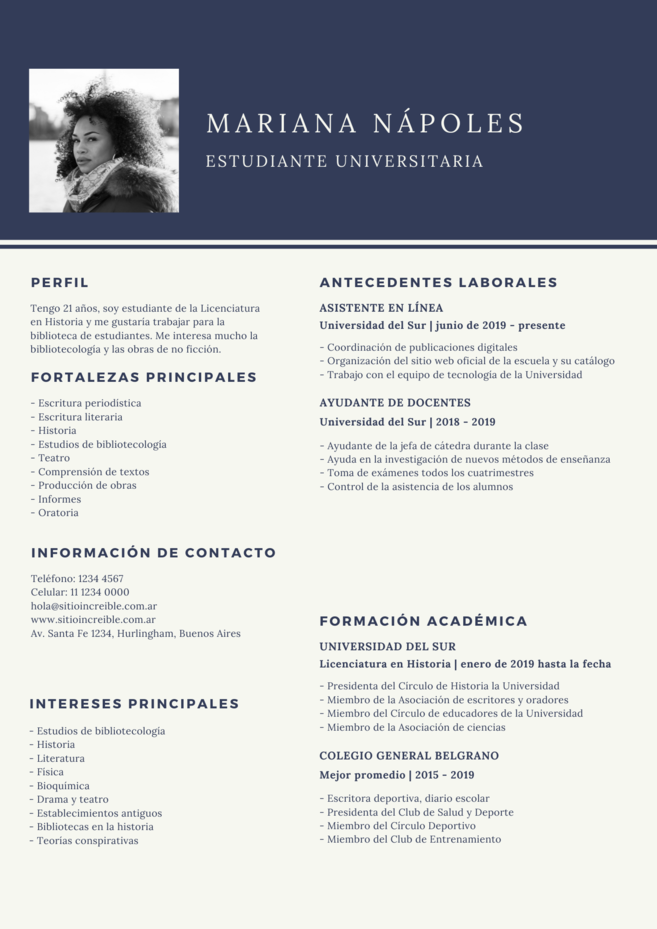 MARIANA NÁPOLES
ESTUDIANTE UNIVERSITARIA
PERFIL
Tengo 21 años, soy estudiante de la Licenciatura
en Historia y me gustaría trabajar para la
biblioteca de estudiantes. Me interesa mucho la
bibliotecología y las obras de no ficción.
FORTALEZAS PRINCIPALES
- Escritura periodística
- Escritura literaria
- Historia
- Estudios de bibliotecología
- Teatro
- Comprensión de textos
- Producción de obras
- Informes
- Oratoria
INFORMACIÓN DE CONTACTO
Teléfono: 1234 4567
Celular: 11 1234 0000
hola@sitioincreible.com.ar
www.sitioincreible.com.ar
Av. Santa Fe 1234, Hurlingham, Buenos Aires
INTERESES PRINCIPALES
- Estudios de bibliotecología
- Historia
- Literatura
- Física
- Bioquímica
- Drama y teatro
- Establecimientos antiguos
- Bibliotecas en la historia
- Teorías conspirativas
ANTECEDENTES LABORALES
ASISTENTE EN LÍNEA
Universidad del Sur | junio de 2019 - presente
- Coordinación de publicaciones digitales
- Organización del sitio web oficial de la escuela y su catálogo
- Trabajo con el equipo de tecnología de la Universidad
AYUDANTE DE DOCENTES
Universidad del Sur | 2018 - 2019
- Ayudante de la jefa de cátedra durante la clase
- Ayuda en la investigación de nuevos métodos de enseñanza
- Toma de exámenes todos los cuatrimestres
- Control de la asistencia de los alumnos
FORMACIÓN ACADÉMICA
UNIVERSIDAD DEL SUR
Licenciatura en Historia | enero de 2019 hasta la fecha
- Presidenta del Círculo de Historia la Universidad
- Miembro de la Asociación de escritores y oradores
- Miembro del Círculo de educadores de la Universidad
- Miembro de la Asociación de ciencias
COLEGIO GENERAL BELGRANO
Mejor promedio | 2015 - 2019
- Escritora deportiva, diario escolar
- Presidenta del Club de Salud y Deporte
- Miembro del Círculo Deportivo
- Miembro del Club de Entrenamiento